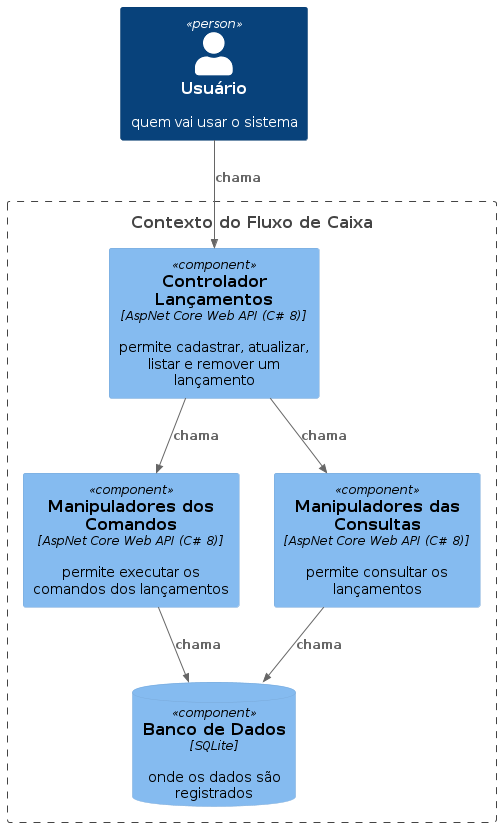 «person»
Usuário
quem vai usar o sistema
chama
Contexto do Fluxo de Caixa
«component»
Controlador
Lançamentos
[AspNet Core Web API (C# 8)]
permite cadastrar, atualizar,
listar e remover um
lançamento
chama
chama
«component»
Manipuladores dos
Comandos
[AspNet Core Web API (C# 8)]
permite executar os
comandos dos lançamentos
«component»
Manipuladores das
Consultas
[AspNet Core Web API (C# 8)]
permite consultar os
lançamentos
chama
chama
«component»
Banco de Dados
[SQLite]
onde os dados são
registrados